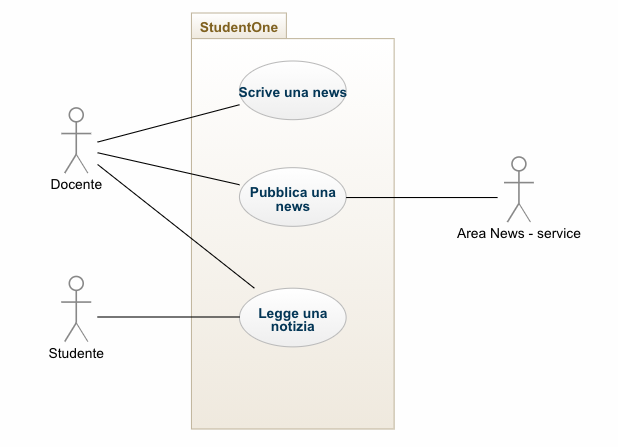 StudentOne
Scrive una news
Docente
Pubblica una
news
Area News - service
Legge una
notizia
Studente